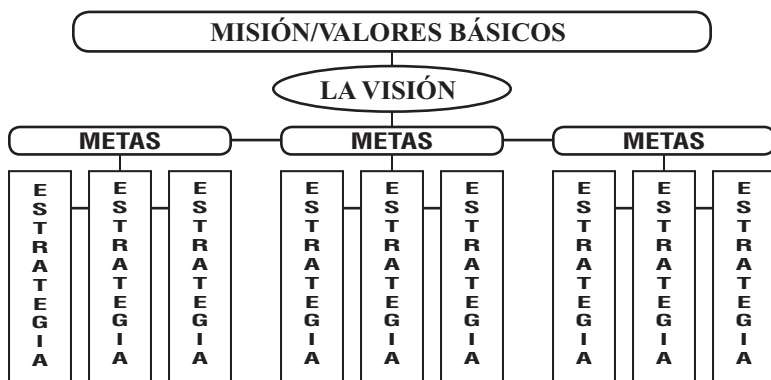 MISIÓN/VALORES BÁSICOS
LA VISIÓN
METAS
METAS
METAS
ESTRATEGIA
ESTRATEGIA
ESTRATEGIA
ESTRATEGIA
ESTRATEGIA
ESTRATEGIA
ESTRATEGIA
ESTRATEGIA
ESTRATEGIA